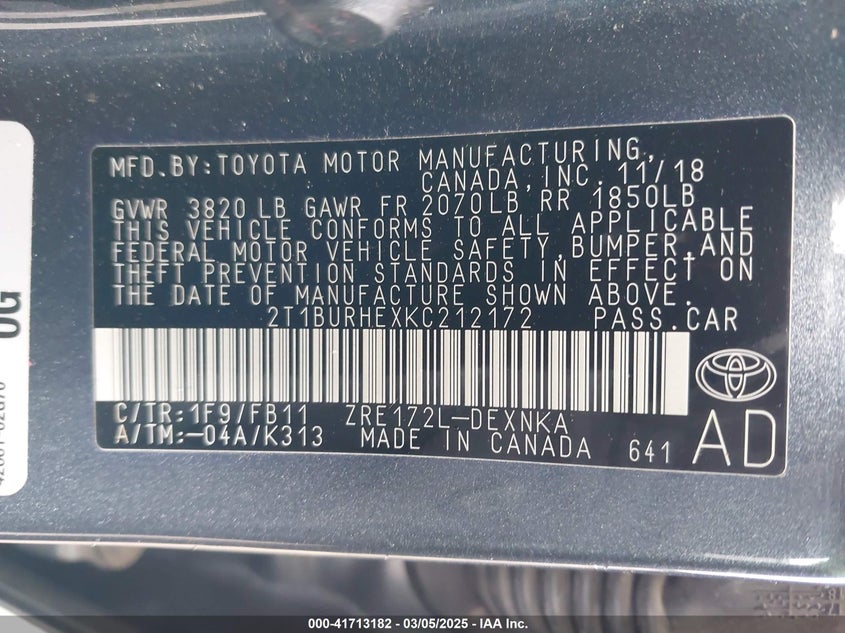 MFD.BY:TOYOTA MOTOR MANUFACTURING,
CANADA,INC. 11/18
GVWR 3820 LB GAWR FR 2070LB RR 1850LB
THIS VEHICLE CONFORMS TO ALL APPLICABLE
FEDERAL MOTOR VEHICLE SAFETY,BUMPER,AND
THEFT PREVENTION STANDARDS IN EFFECT ON
THE DATE OF MANUFACTURE SHOWN ABOVE.
2T1BURHEXKC212172 PASS.CAR
C/TR:1F9/FB11 ZRE172L-DEXNKA
A/TM:-04A/K313 MADE IN CANADA 641 AD
0G
000-41713182 - 03/05/2025 - IAA Inc.